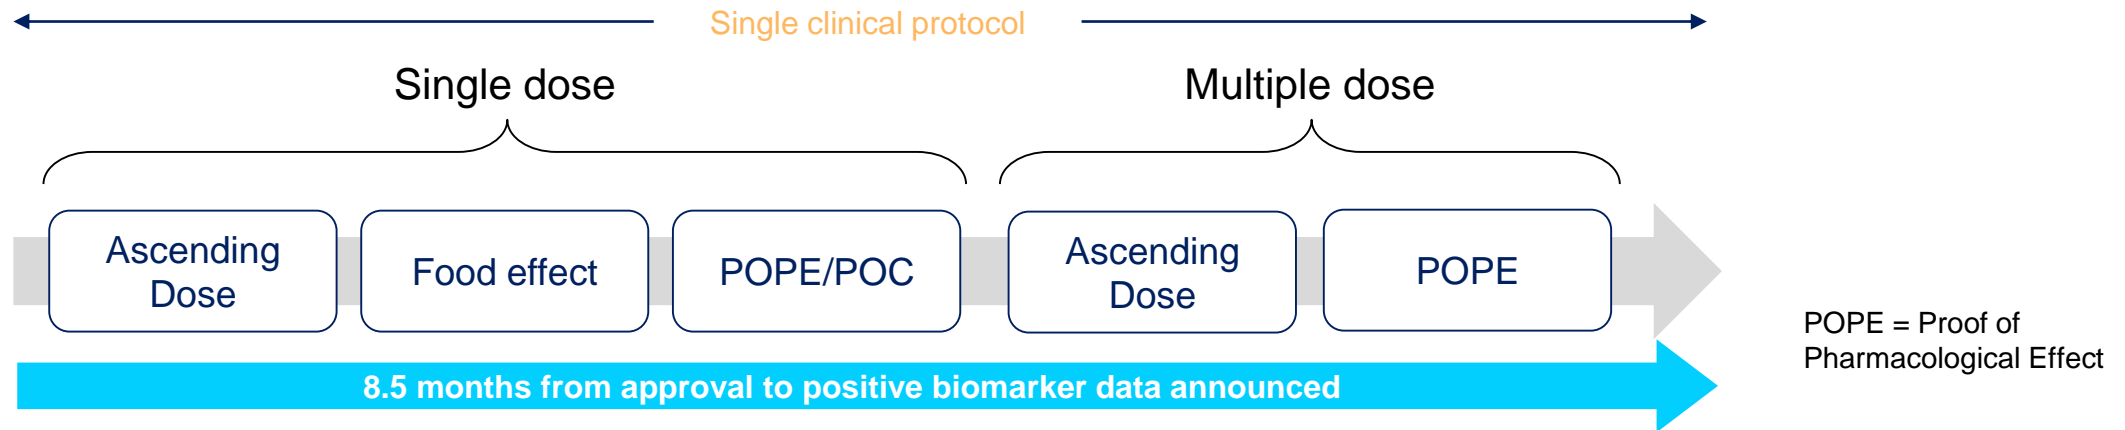 Single clinical protocol
Single dose
Multiple dose
Ascending
Dose
Food effect
POPE/POC
Ascending
Dose
POPE
POPE = Proof of
Pharmacological Effect
8.5 months from approval to positive biomarker data announced